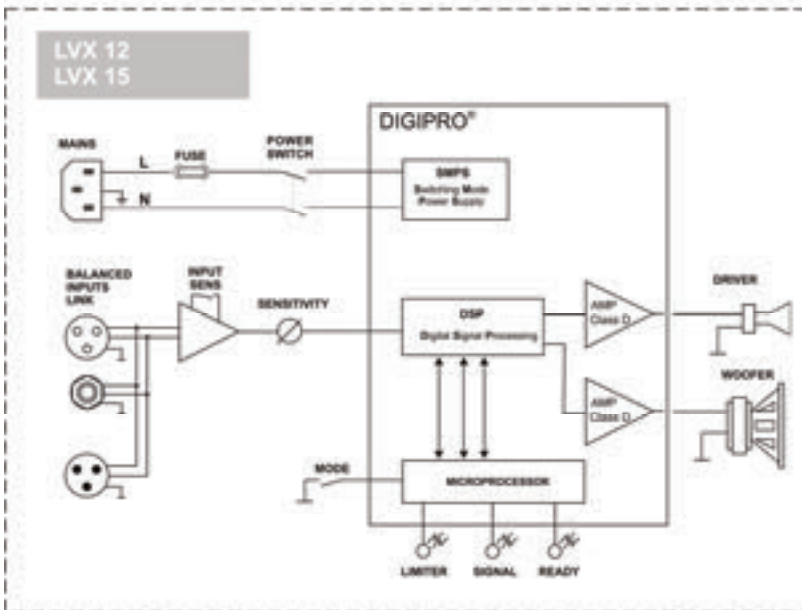 LVX 12
LVX 15
DIGIPRO®
MAINS
L
FUSE
POWER
SWITCH
N
SMPS
Switching Mode
Power Supply
BALANCED
INPUTS
LINK
INPUT
SENS
SENSITIVITY
DSP
Digital Signal Processing
AMP
Class D
DRIVER
AMP
Class D
WOOFER
MODE
MICROPROCESSOR
LIMITER
SIGNAL
READY